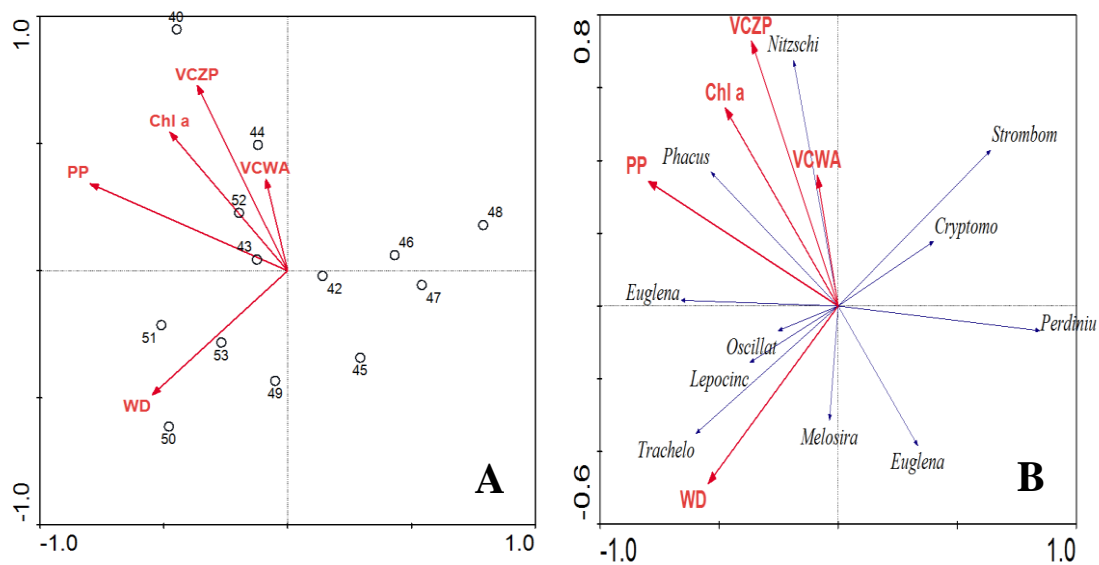 1.0
40
VCZP
Chl a
44
VCWA
PP
52
48
43
46
42
47
51
53
45
49
WD
50
A
-1.0
-1.0
1.0
0.8
VCZP
Nitzschi
Chl a
Strombom
Phacus
VCWA
PP
Cryptomo
Euglena
Perdiniu
Oscillat
Lepocinc
Trachelo
Melosira
Euglena
WD
B
-0.6
-1.0
1.0